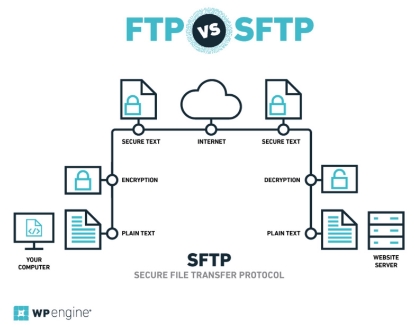 FTP VS SFTP
SECURE TEXT
INTERNET
SECURE TEXT
ENCRYPTION
DECRYPTION
PLAIN TEXT
PLAIN TEXT
YOUR
COMPUTER
WEBSITE
SERVER
SFTP
SECURE FILE TRANSFER PROTOCOL
WP engine®